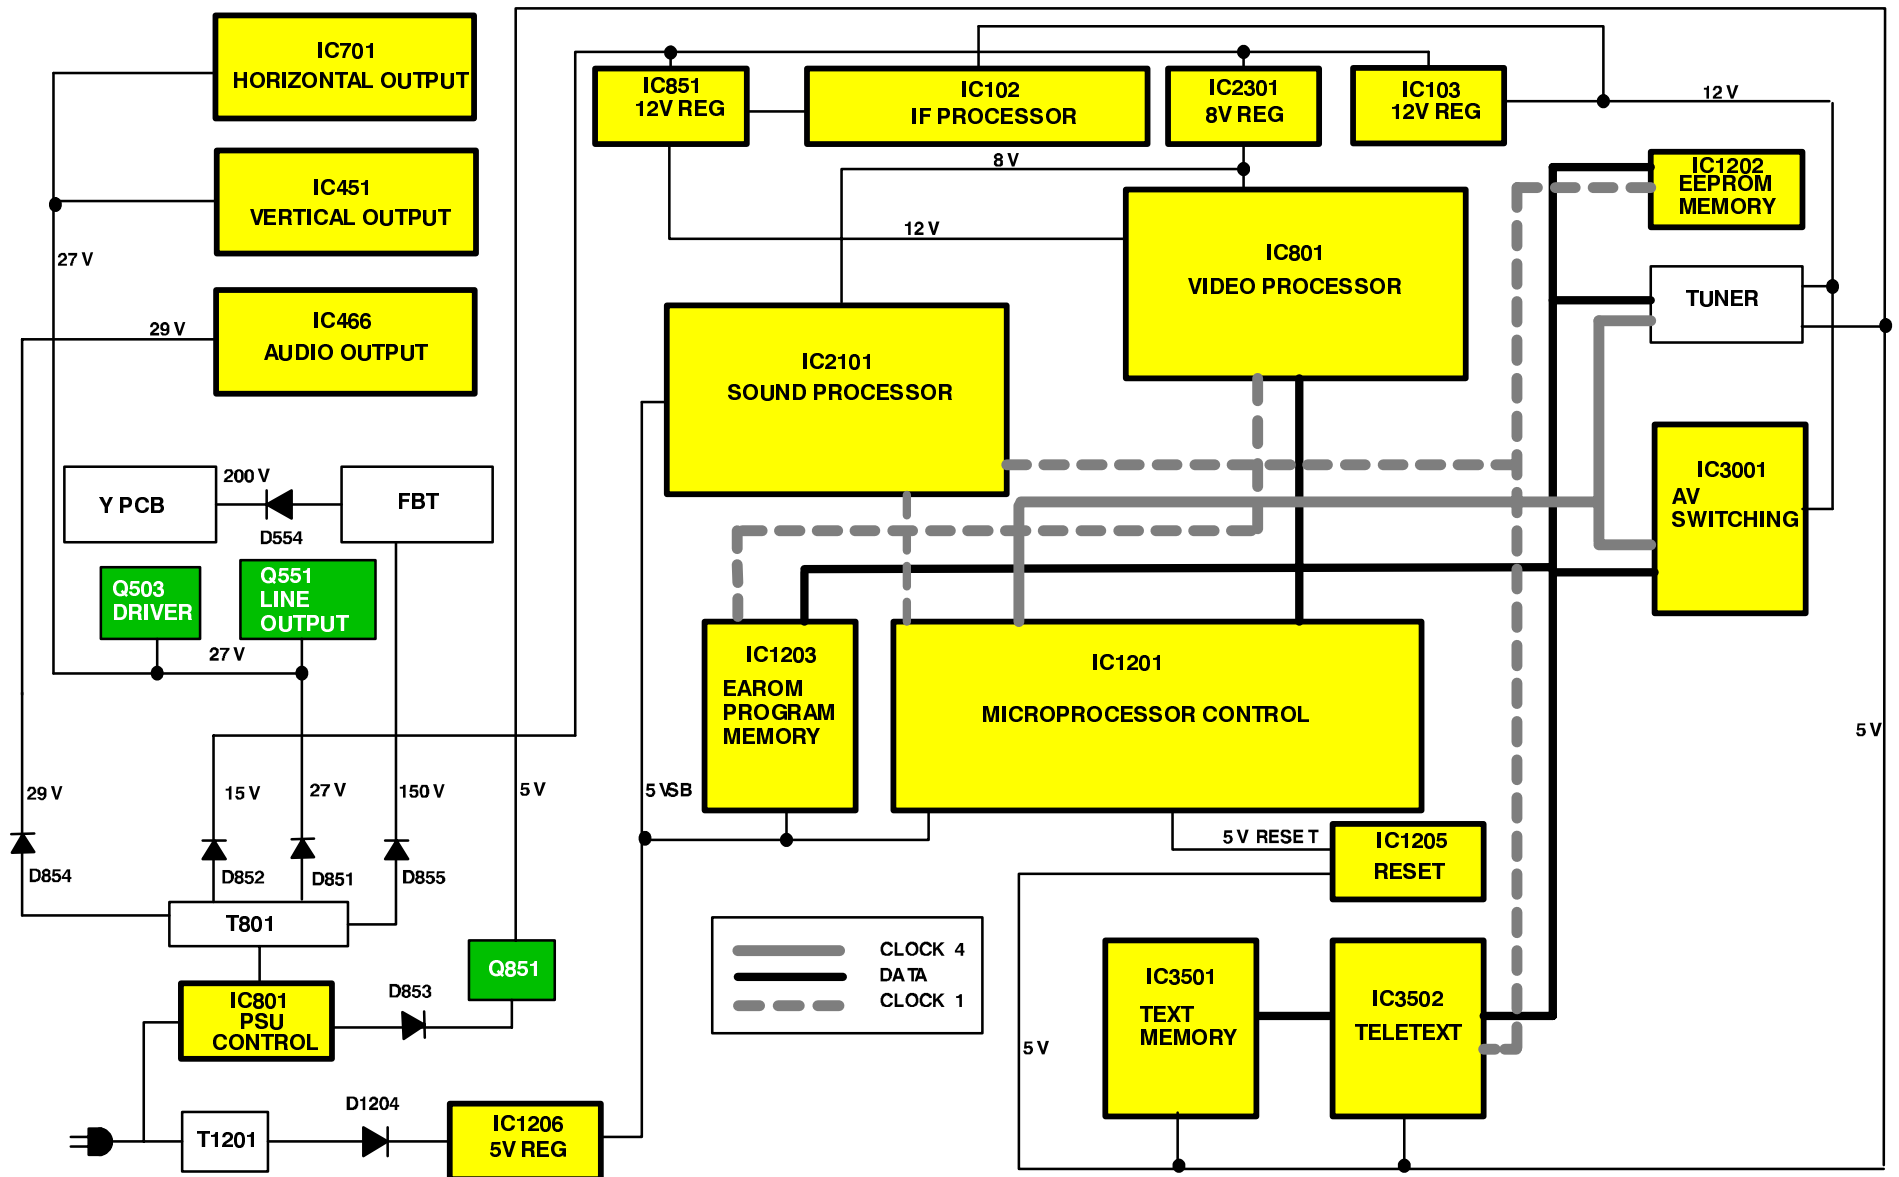 IC701
HORIZONTAL OUTPUT
IC451
VERTICAL OUTPUT
27 V
IC466
AUDIO OUTPUT
29 V
IC851
12V REG
IC102
IF PROCESSOR
IC2301
8V REG
IC103
12V REG
12 V
8 V
12 V
IC1202
EEPROM
MEMORY
IC801
VIDEO PROCESSOR
TUNER
IC2101
SOUND PROCESSOR
IC3001
AV
SWITCHING
Y PCB
200 V
D554
FBT
Q503
DRIVER
Q551
LINE
OUTPUT
27 V
IC1203
EAROM
PROGRAM
MEMORY
IC1201
MICROPROCESSOR CONTROL
5 V
29 V
15 V
27 V
150 V
5 V
5 VSB
5 V RESET
IC1205
RESET
D854
D852
D851
D855
T801
Q851
IC801
PSU
CONTROL
D853
CLOCK 4
DATA
CLOCK 1
5 V
IC3501
TEXT
MEMORY
IC3502
TELETEXT
T1201
D1204
IC1206
5V REG